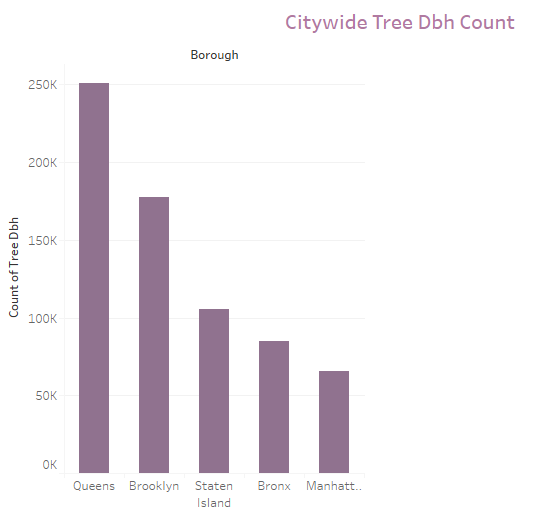 Citywide Tree Dbh Count
Borough
Count of Tree Dbh
250K
200K
150K
100K
50K
0K
Queens
Brooklyn
Staten
Island
Bronx
Manhatt..